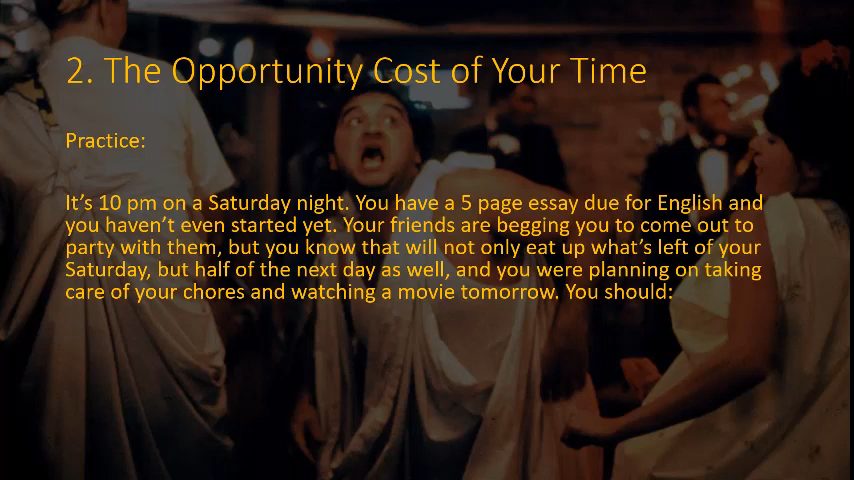 2. The Opportunity Cost of Your Time
Practice:
It’s 10 pm on a Saturday night. You have a 5 page essay due for English and
you haven’t even started yet. Your friends are begging you to come out to
party with them, but you know that will not only eat up what’s left of your
Saturday, but half of the next day as well, and you were planning on taking
care of your chores and watching a movie tomorrow. You should: